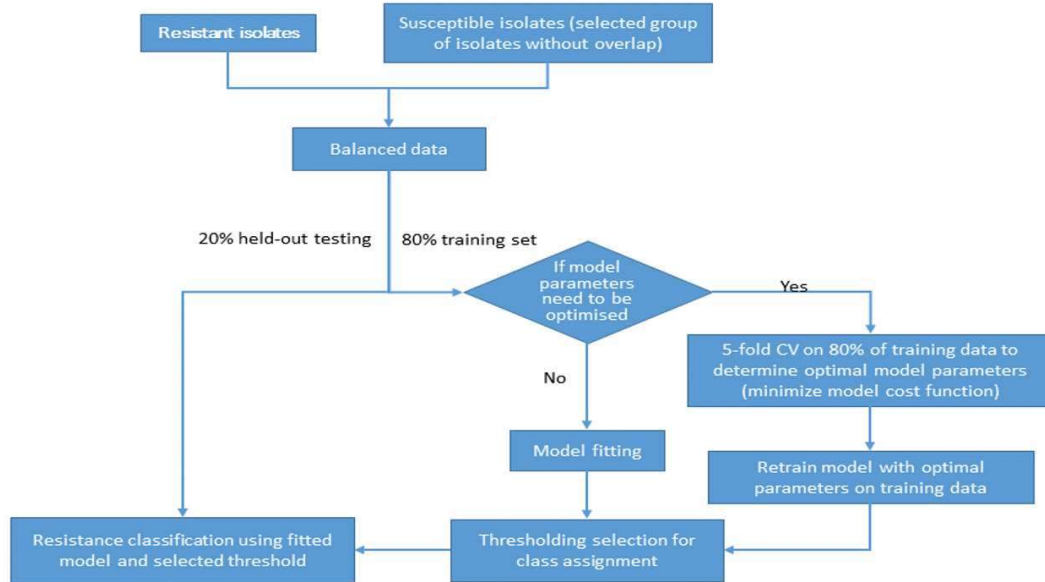 Resistant isolates
Susceptible isolates (selected group
of isolates without overlap)
Balanced data
20% held-out testing
80% training set
If model
parameters
need to be
optimised
Yes
No
5-fold CV on 80% of training data to
determine optimal model parameters
(minimize model cost function)
Model fitting
Retrain model with optimal
parameters on training data
Resistance classification using fitted
model and selected threshold
Thresholding selection for
class assignment